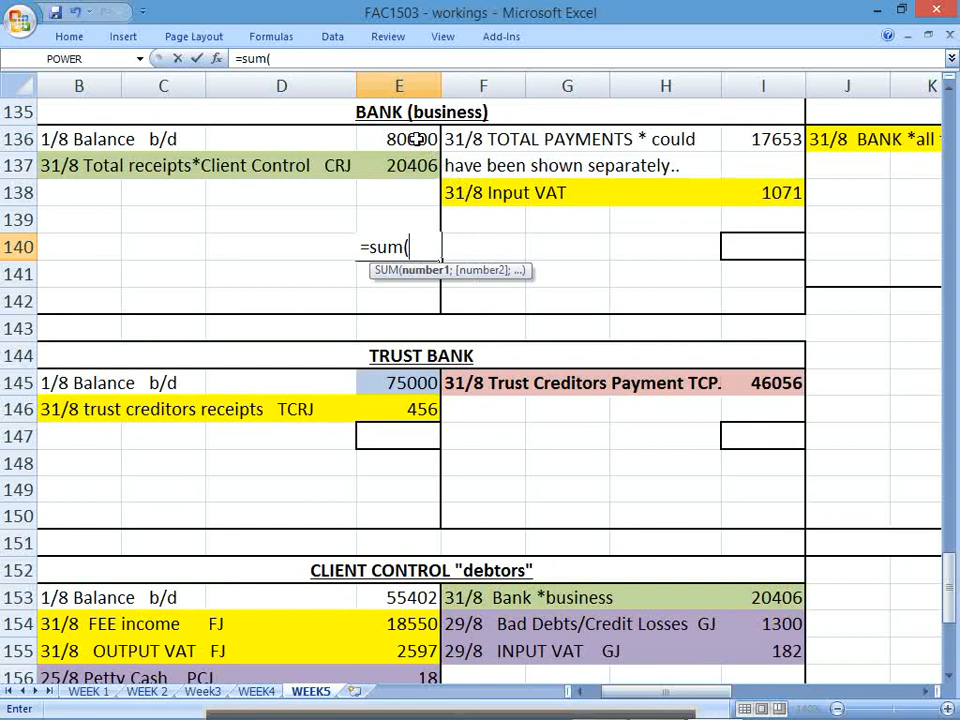 FAC1503 - workings - Microsoft Excel
Home Insert Page Layout Formulas Data Review View Add-Ins
POWER =sum(
B C D E F G H I J K
135 BANK (business)
136 1/8 Balance b/d 31/8 TOTAL PAYMENTS * could 17653 31/8 BANK *all
137 31/8 Total receipts*Client Control CRJ 20406 have been shown separately..
138 31/8 Input VAT 1071
139
140 =sum(
141 SUM(number1; [number2]; ...)
142
143
144 TRUST BANK
145 1/8 Balance b/d 75000 31/8 Trust Creditors Payment TCP. 46056
146 31/8 trust creditors receipts TCRJ 456
147
148
149
150
151
152 CLIENT CONTROL "debtors"
153 1/8 Balance b/d 55402 31/8 Bank *business 20406
154 31/8 FEE income FJ 18550 29/8 Bad Debts/Credit Losses GJ 1300
155 31/8 OUTPUT VAT FJ 2597 29/8 INPUT VAT GJ 182
156 25/8 Petty Cash PCJ 18
WEEK 1 WEEK 2 Week3 WEEK4 WEEK5
Enter 140%